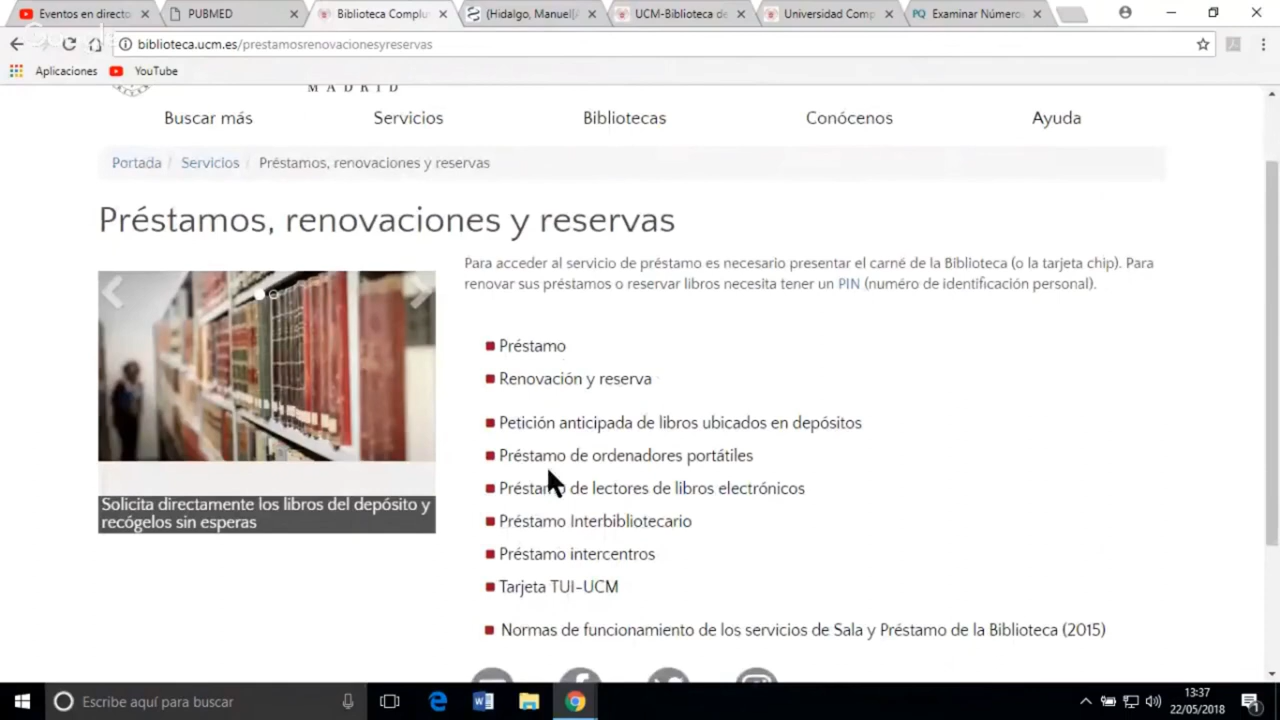 Eventos en directo
PUBMED
Biblioteca Complu
(Hidalgo, Manuel[A
UCM-Biblioteca de
Universidad Comp
PQ Examinar Número
biblioteca.ucm.es/prestamosrenovacionesyreservas
Aplicaciones
YouTube
MADRID
Buscar más
Servicios
Bibliotecas
Conócenos
Ayuda
Portada / Servicios / Préstamos, renovaciones y reservas
Préstamos, renovaciones y reservas
Para acceder al servicio de préstamo es necesario presentar el carné de la Biblioteca (o la tarjeta chip). Para
renovar sus préstamos o reservar libros necesita tener un PIN (numéro de identificación personal).
Préstamo
Renovación y reserva
Petición anticipada de libros ubicados en depósitos
Préstamo de ordenadores portátiles
Préstamo de lectores de libros electrónicos
Préstamo Interbibliotecario
Préstamo intercentros
Tarjeta TUI-UCM
Normas de funcionamiento de los servicios de Sala y Préstamo de la Biblioteca (2015)
Solicita directamente los libros del depósito y
recógelos sin esperas
Escribe aquí para buscar
13:37
22/05/2018
1